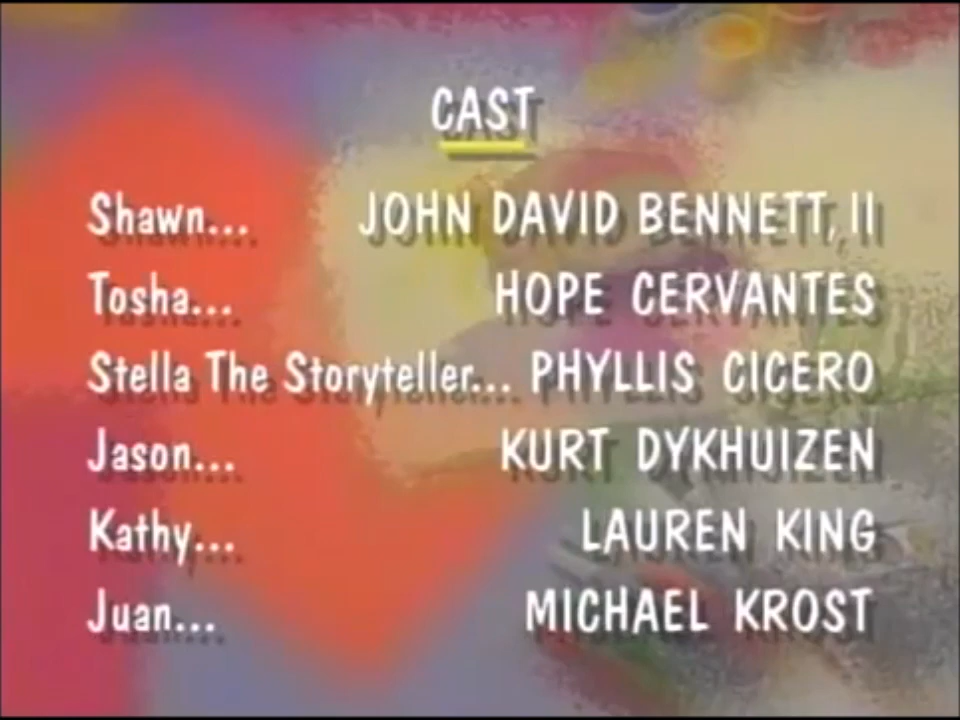 CAST
Shawn... JOHN DAVID BENNETT, II
Tosha... HOPE CERVANTES
Stella The Storyteller... PHYLLIS CICERO
Jason... KURT DYKHUIZEN
Kathy... LAUREN KING
Juan... MICHAEL KROST